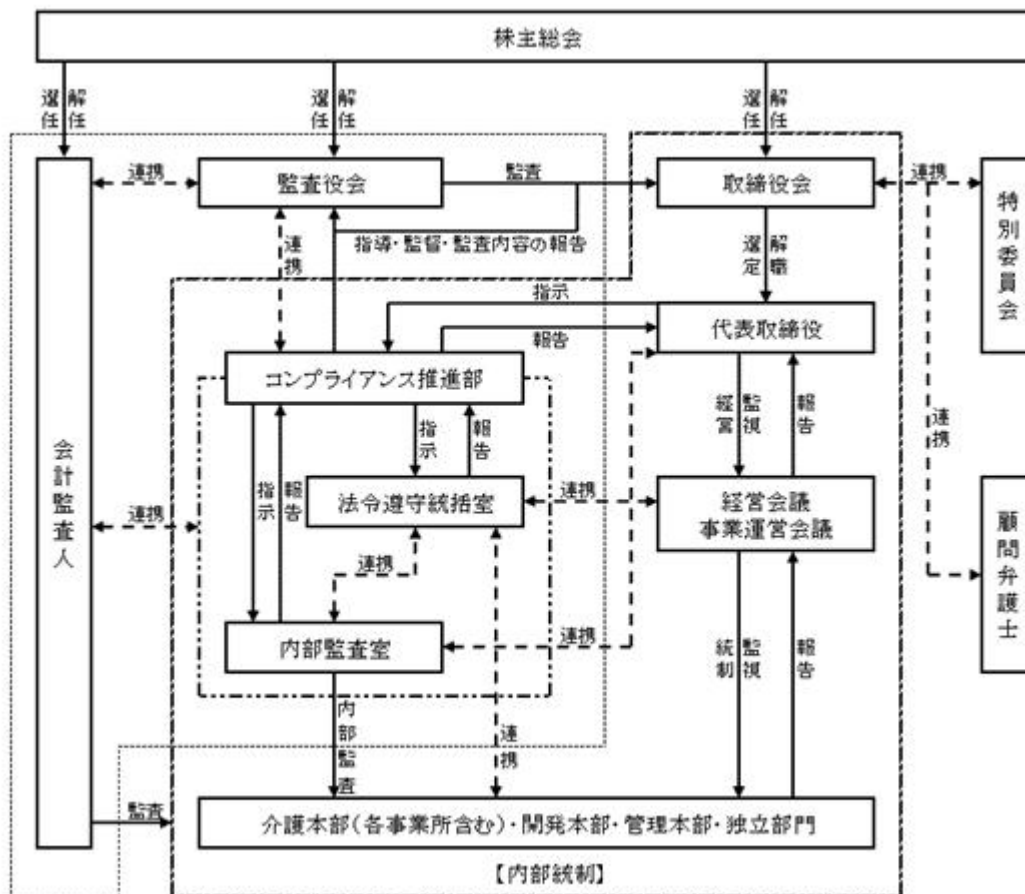 株主総会
選任
解任
選任
解任
選任
解任
連携
監査役会
監査
取締役会
連携
特別委員会
連携
指導・監督・監査内容の報告
選定
解職
指示
代表取締役
報告
コンプライアンス推進部
経営
監視
報告
連携
指示
報告
会計監査人
連携
指示
報告
法令遵守統括室
連携
経営会議
事業運営会議
顧問弁護士
連携
内部監査室
連携
統制
監視
報告
内部監査
連携
監査
介護本部(各事業所含む)・開発本部・管理本部・独立部門
【内部統制】